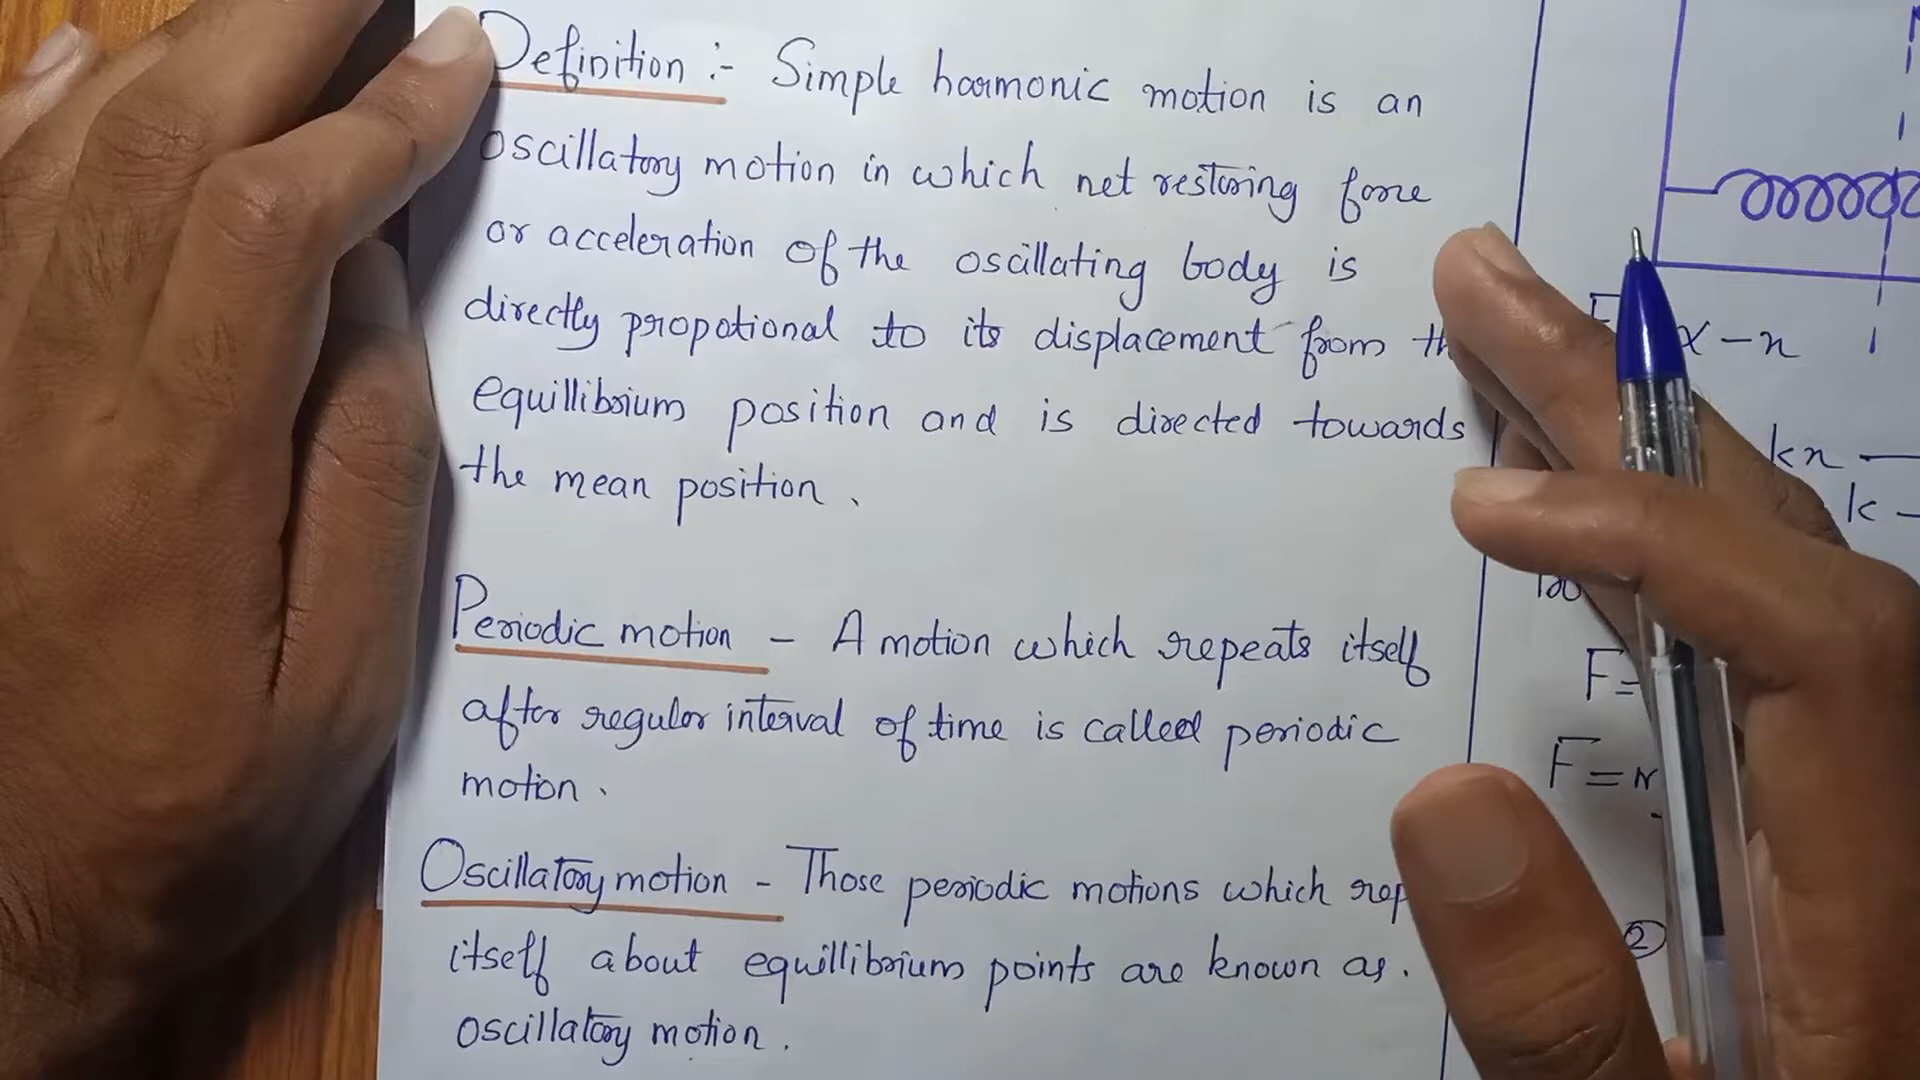 Definition :- Simple harmonic motion is an
oscillatory motion in which net restoring force
or acceleration of the oscillating body is
directly propotional to its displacement from
equillibrium position and is directed towards
the mean position.
Periodic motion - A motion which repeats itself
after regular interval of time is called periodic
motion.
Oscillatory motion - Those periodic motions which
itself about equillibrium points are known as.
oscillatory motion.
F x - x
kx
k
F =
F =
2